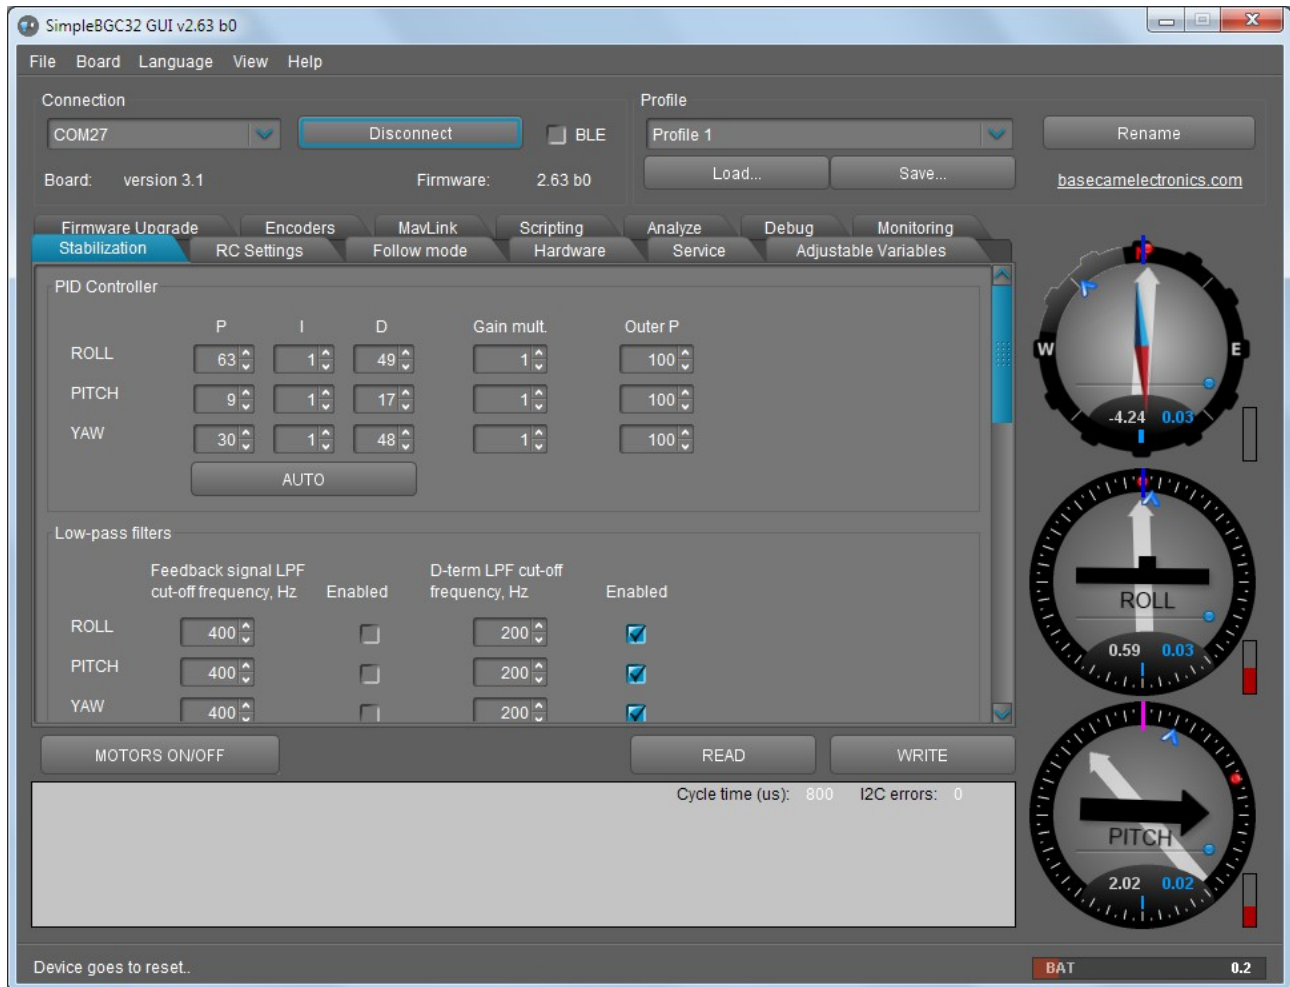 SimpleBGC32 GUI v2.63 b0
File Board Language View Help
Connection
Profile
COM27 Disconnect BLE
Profile 1
Rename
Load... Save...
Board: version 3.1 Firmware: 2.63 b0
basecamelectronics.com
Firmware Upgrade Encoders MavLink Scripting Analyze Debug Monitoring
Stabilization RC Settings Follow mode Hardware Service Adjustable Variables
PID Controller
P I D Gain mult. Outer P
ROLL 63 1 49 1 100
PITCH 9 1 17 1 100
YAW 30 1 48 1 100
AUTO
Low-pass filters
Feedback signal LPF
cut-off frequency, Hz
Enabled
D-term LPF cut-off
frequency, Hz
Enabled
ROLL 400 200
PITCH 400 200
YAW 400 200
MOTORS ON/OFF READ WRITE
Cycle time (us): 800 I2C errors: 0
W E
-4.24 0.03
ROLL
0.59 0.03
PITCH
2.02 0.02
Device goes to reset..
BAT 0.2